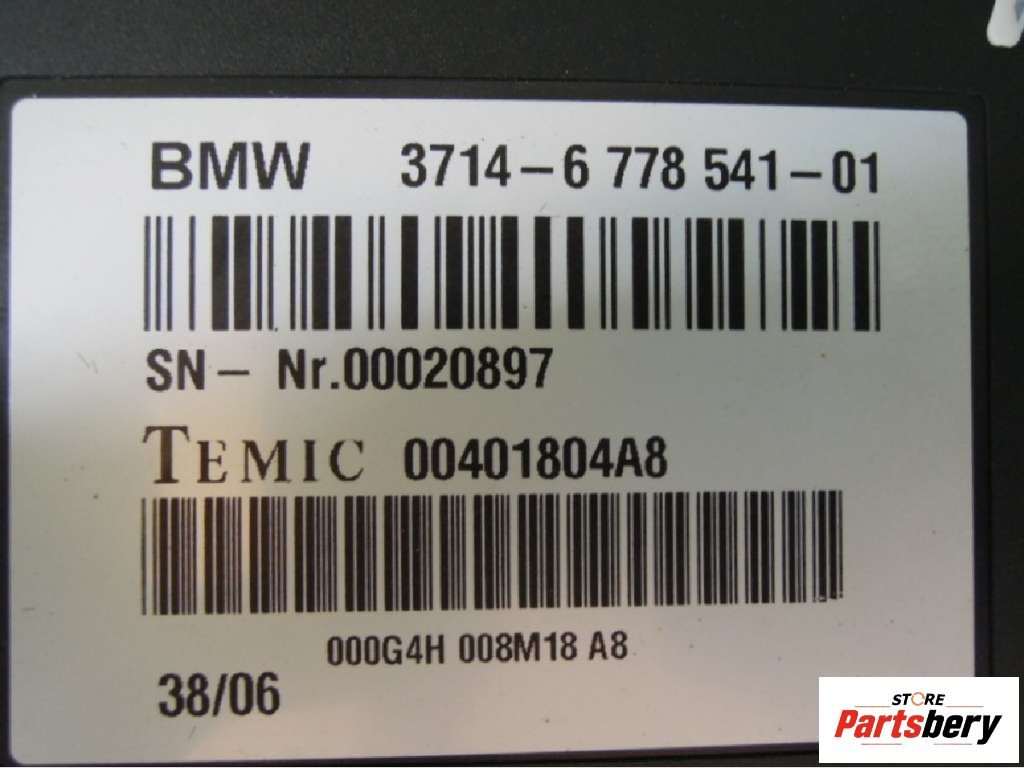 BMW 3714-6 778 541-01
SN- Nr.00020897
TEMIC 00401804A8
000G4H 008M18 A8
38/06
STORE
Partsbery